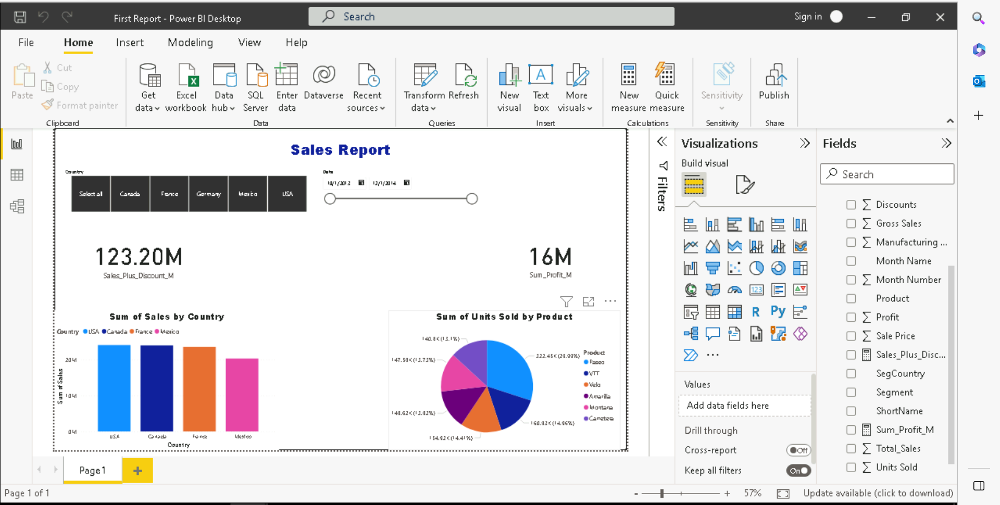 First Report - Power BI Desktop
Search
Sign in
File
Home
Insert
Modeling
View
Help
Paste
Cut
Copy
Format painter
Clipboard
Get data
Excel workbook
Data hub
SQL Server
Enter data
Dataverse
Recent sources
Data
Transform data
Refresh
Queries
New visual
Text box
More visuals
Insert
New measure
Quick measure
Calculations
Sensitivity
Sensitivity
Publish
Share
Sales Report
Country
Select all
Canada
France
Germany
Mexico
USA
Date
10/1/2013
12/1/2014
123.20M
Sales_Plus_Discount_M
16M
Sum_Profit_M
Sum of Sales by Country
Country USA Canada France Mexico
Sum of Sales
20M
10M
0M
USA
Canada
France
Mexico
Country
Sum of Units Sold by Product
140.8K (13.1%)
147.58K (13.73%)
148.62K (13.82%)
154.02K (14.41%)
160.83K (14.96%)
322.45K (29.99%)
Product
Paseo
VTT
Velo
Amarilla
Montana
Carretera
Filters
Visualizations
Build visual
123
R
Py
Values
Add data fields here
Drill through
Cross-report
Off
Keep all filters
On
Fields
Search
Discounts
Gross Sales
Manufacturing ...
Month Name
Month Number
Product
Profit
Sale Price
Sales_Plus_Disc...
SegCountry
Segment
ShortName
Sum_Profit_M
Total_Sales
Units Sold
Page 1
Page 1 of 1
57%
Update available (click to download)